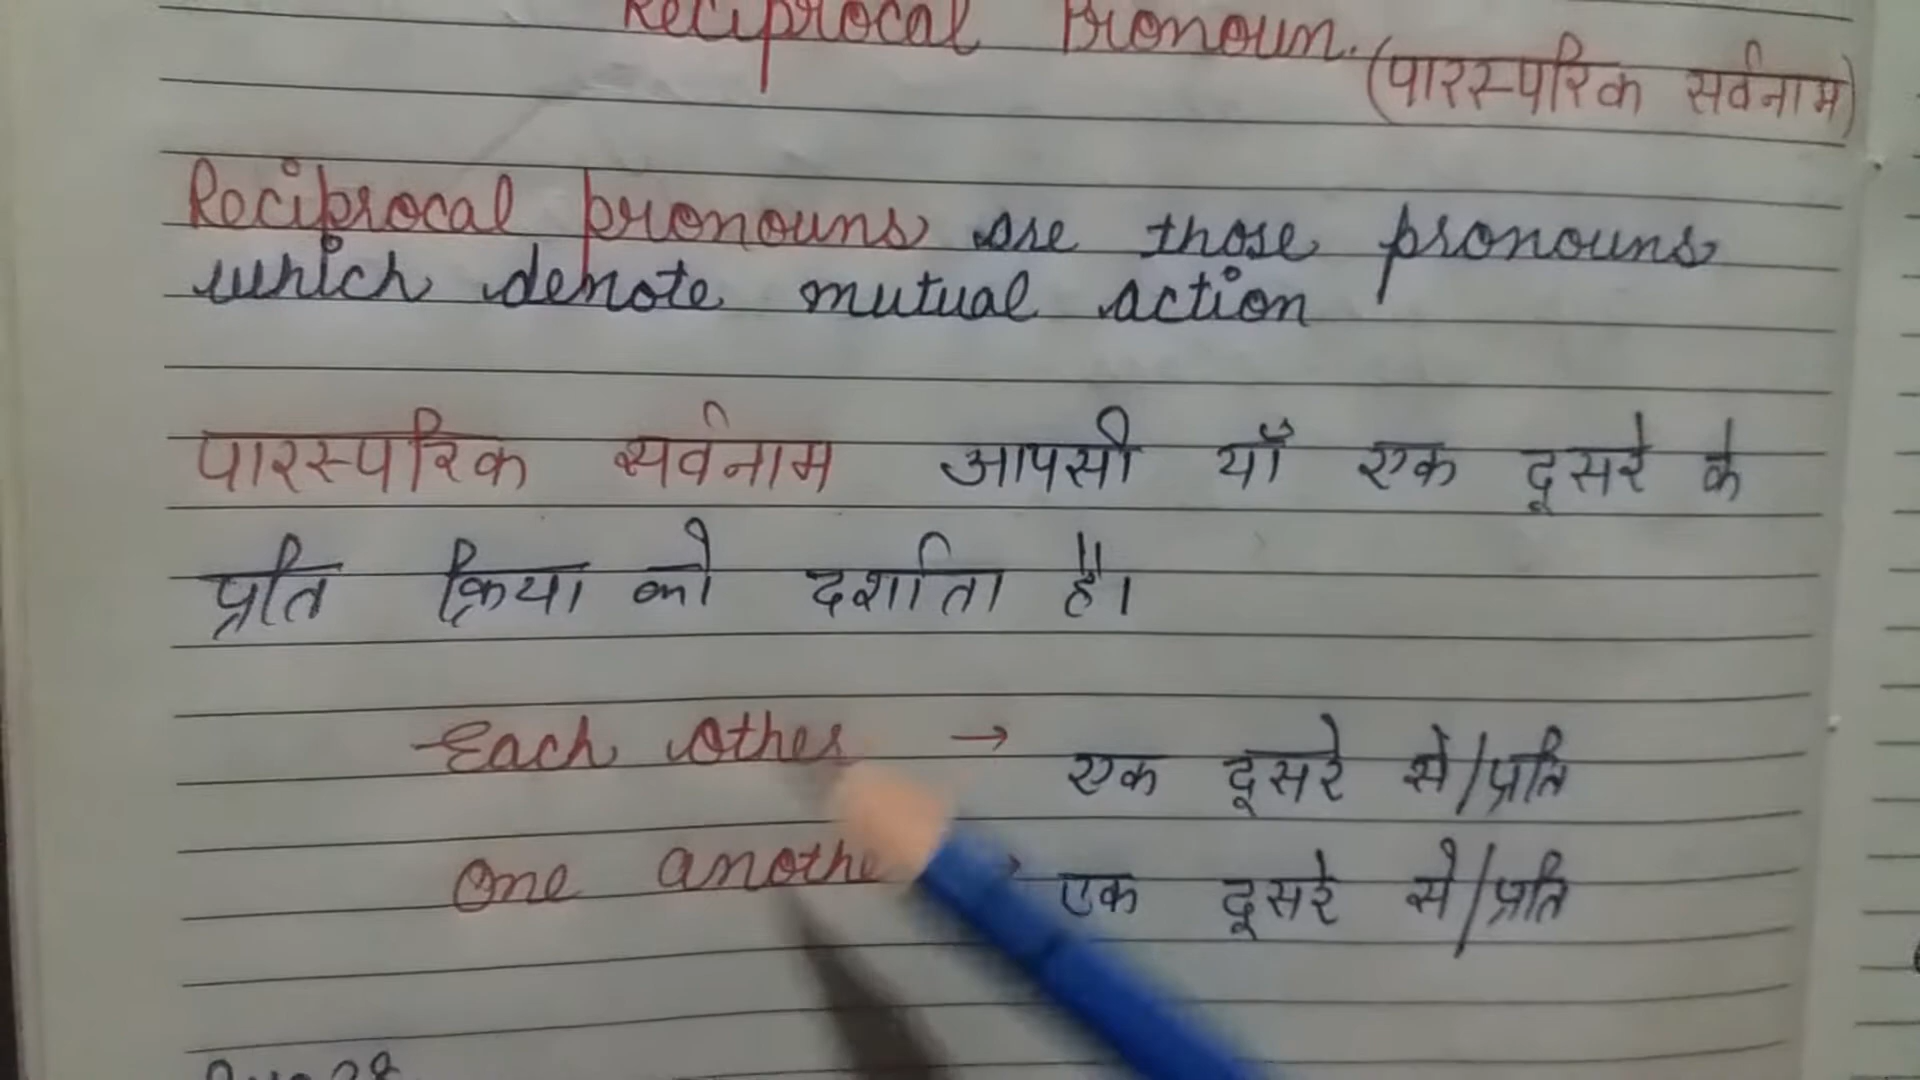 Reciprocal Pronoun.
(पारस्परिक सर्वनाम)
Reciprocal pronouns are those pronouns
which denote mutual action
पारस्परिक सर्वनाम आपसी याँ एक दूसरे के
प्रति क्रिया को दर्शाता है।
Each other → एक दूसरे से/प्रति
One anothe → एक दूसरे से/प्रति